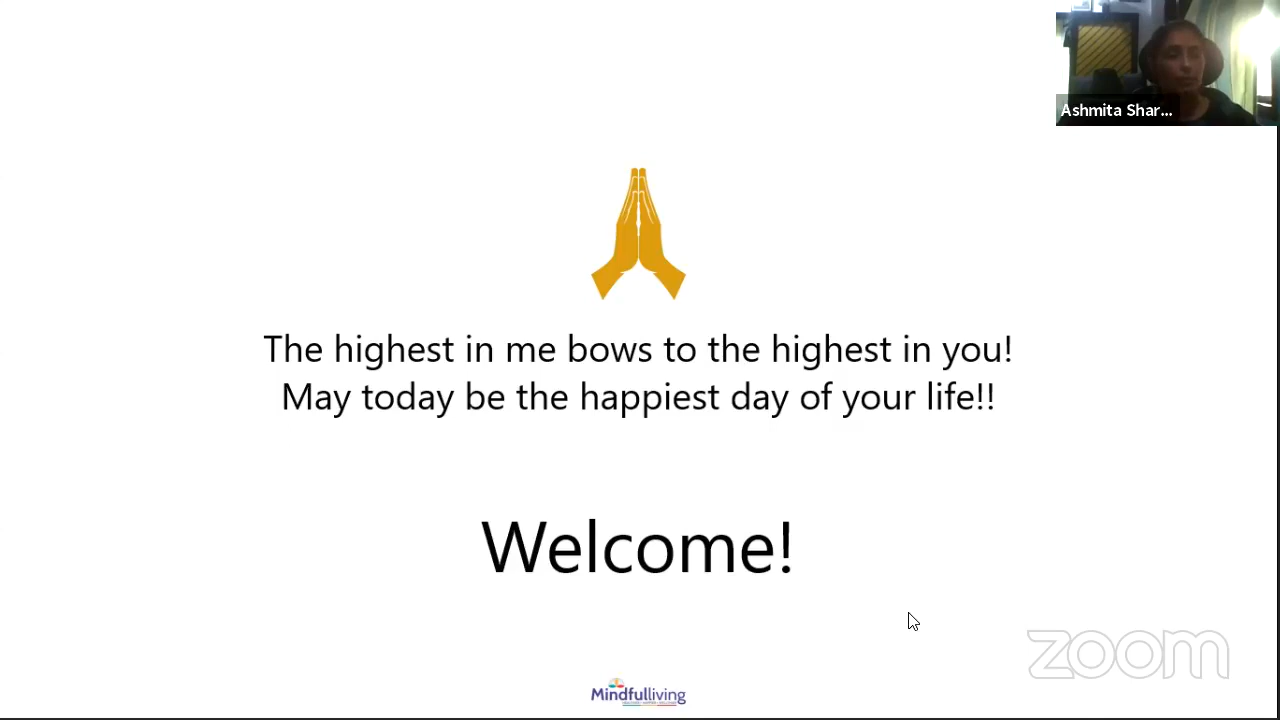 Ashmita Shar...
The highest in me bows to the highest in you!
May today be the happiest day of your life!!
Welcome!
zoom
Mindfulliving